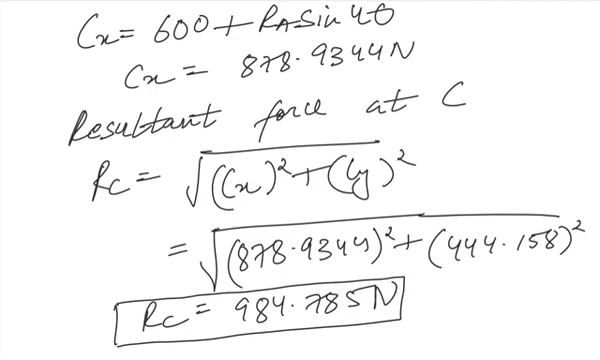 Cx = 600 + RA sin 40
Cx = 878.9344 N
Resultant force at C
Rc = √(Cx)² + (Cy)²
= √(878.9344)² + (444.158)²
Rc = 984.785 N